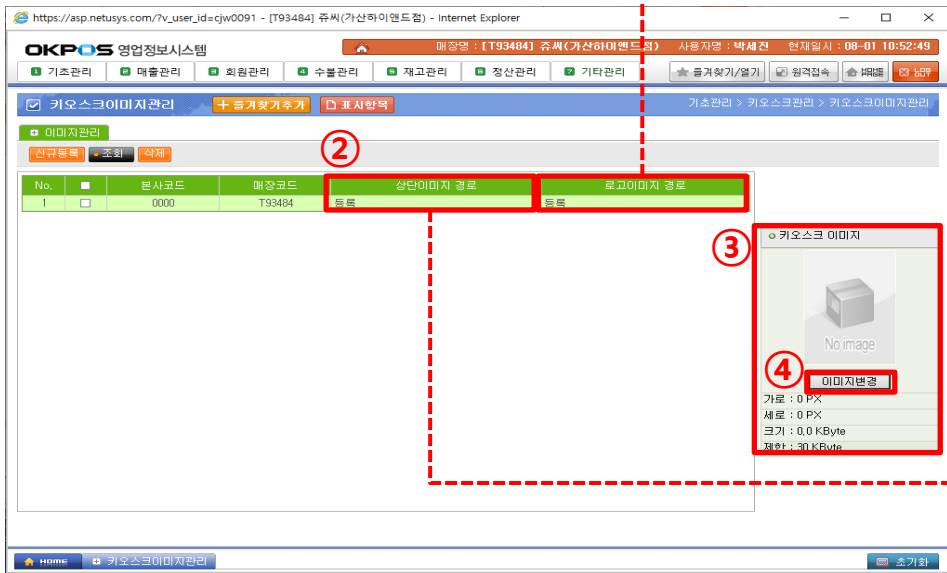 https://asp.netusys.com/?v_user_id=cjw0091 - [T93484]쥬씨(가산하이앤드점) - Internet Explorer
OKPOS 영업정보시스템
매장명 : [T93484] 쥬씨(가산하이앤드점) 사용자명 : 박세진 현재일시 : 08-01 10:52:49
1 기초관리 2 매출관리 3 회원관리 4 수불관리 5 재고관리 6 정산관리 7 기타관리 즐겨찾기/열기 원격접속
키오스크이미지관리 즐겨찾기추가 표시항목 기초관리 > 키오스크관리 > 키오스크이미지관리
이미지관리
신규등록 조회 삭제
②
No. 본사코드 매장코드 상단이미지 경로 로고이미지 경로
1 0000 T93484 등록 등록
③
키오스크 이미지
No image
④
이미지변경
가로 : 0 PX
세로 : 0 PX
크기 : 0,0 KByte
제한 : 30 KByte
HOME 키오스크이미지관리 초기화